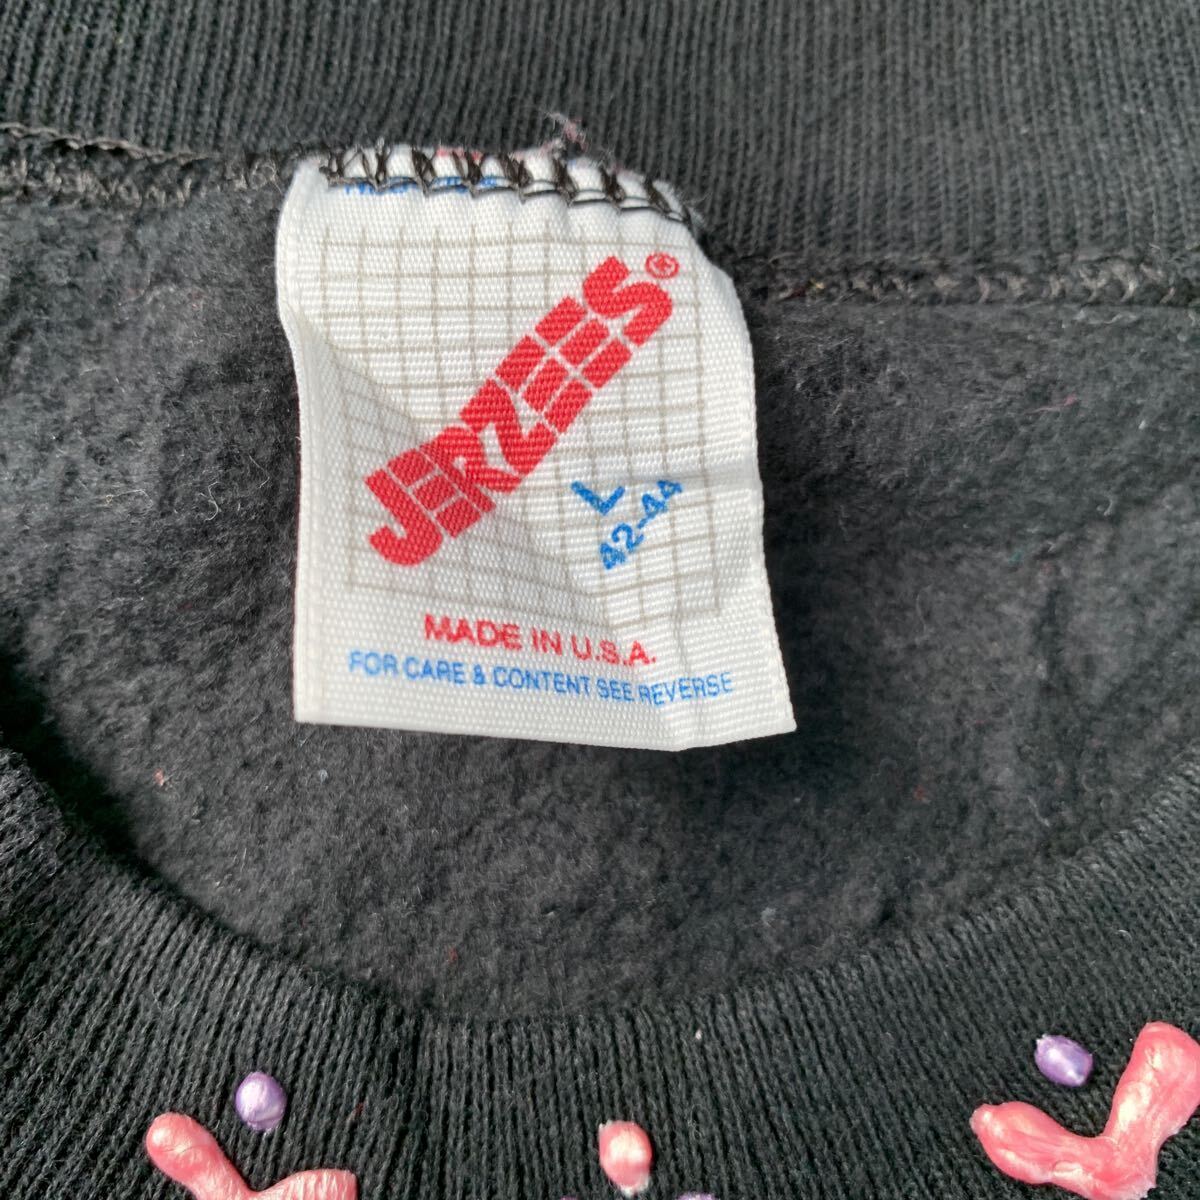 JERZEES®
L
42-44
MADE IN U.S.A.
FOR CARE & CONTENT SEE REVERSE